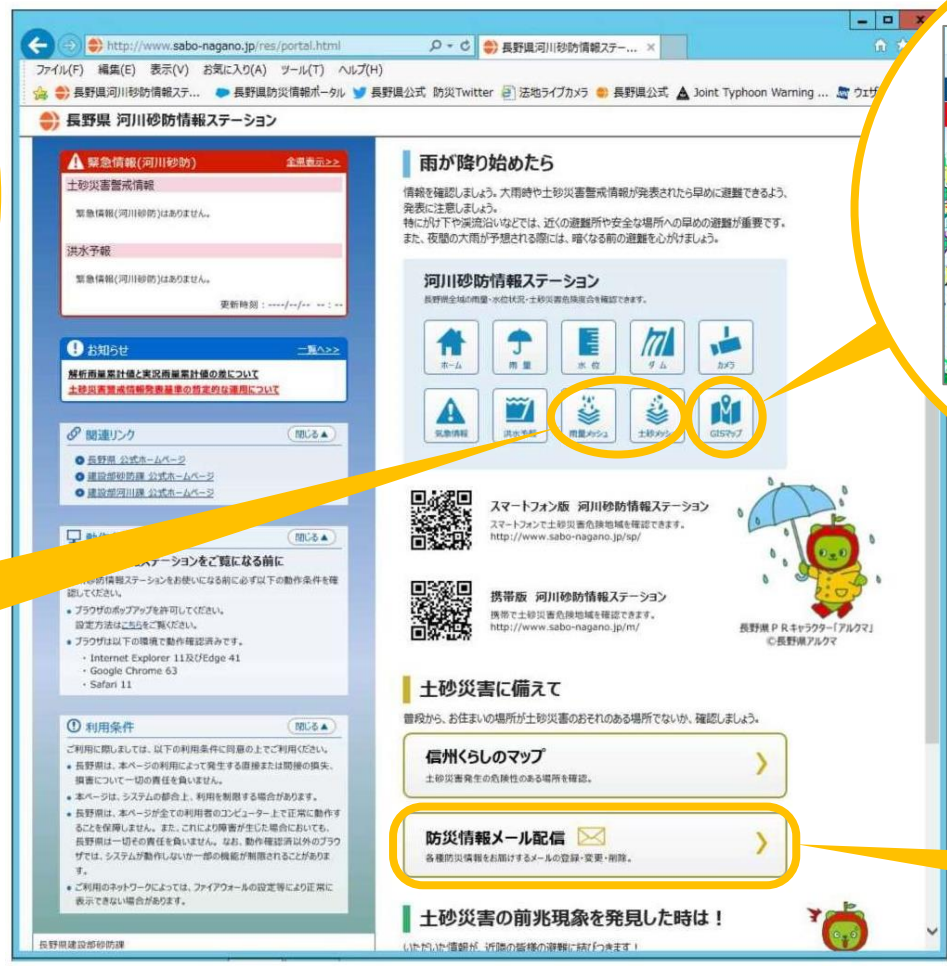 http://www.sabo-nagano.jp/res/portal.html
長野県河川砂防情報ステー... ×
ファイル(F) 編集(E) 表示(V) お気に入り(A) ツール(T) ヘルプ(H)
長野県河川砂防情報ステ... 長野県防災情報ポータル 長野県公式 防災Twitter 法地ライブカメラ 長野県公式 Joint Typhoon Warning ... ウェザ
長野県 河川砂防情報ステーション
緊急情報(河川砂防) 全県表示>>
土砂災害警戒情報
緊急情報(河川砂防)はありません。
洪水予報
緊急情報(河川砂防)はありません。
更新時刻:----/--/-- --:--
お知らせ 一覧へ>>
解析雨量累計値と実況雨量累計値の差について
土砂災害警戒情報発表基準の暫定的な運用について
関連リンク 閉じる▲
長野県 公式ホームページ
建設部砂防課 公式ホームページ
建設部河川課 公式ホームページ
閉じる▲
ステーションをご覧になる前に
砂防情報ステーションをお使いになる前に必ず以下の動作条件を確
認してください。
• ブラウザのポップアップを許可してください。
設定方法はこちらをご覧ください。
• ブラウザは以下の環境で動作確認済みです。
・Internet Explorer 11及びEdge 41
・Google Chrome 63
・Safari 11
利用条件 閉じる▲
ご利用に際しましては、以下の利用条件に同意の上でご利用ください。
• 長野県は、本ページの利用によって発生する直接または間接の損失、
損害について一切の責任を負いません。
• 本ページは、システムの都合上、利用を制限する場合があります。
• 長野県は、本ページが全ての利用者のコンピューター上で正常に動作す
ることを保障しません。また、これにより障害が生じた場合においても、
長野県は一切その責任を負いません。なお、動作確認済以外のブラウ
ザでは、システムが動作しないか一部の機能が制限されることがありま
す。
• ご利用のネットワークによっては、ファイアウォールの設定等により正常に
表示できない場合があります。
長野県建設部砂防課
雨が降り始めたら
情報を確認しましょう。大雨時や土砂災害警戒情報が発表されたら早めに避難できるよう、
発表に注意しましょう。
特にがけ下や渓流沿いなどでは、近くの避難所や安全な場所への早めの避難が重要です。
また、夜間の大雨が予想される際には、暗くなる前の避難を心がけましょう。
河川砂防情報ステーション
長野県全域の雨量・水位状況・土砂災害危険度合を確認できます。
ホーム 雨 量 水 位 ダ ム カメラ
気象情報 洪水予報 雨量メッシュ 土砂メッシュ GISマップ
スマートフォン版 河川砂防情報ステーション
スマートフォンで土砂災害危険地域を確認できます。
http://www.sabo-nagano.jp/sp/
携帯版 河川砂防情報ステーション
携帯で土砂災害危険地域を確認できます。
http://www.sabo-nagano.jp/m/
長野県PRキャラクター「アルクマ」
©長野県アルクマ
土砂災害に備えて
普段から、お住まいの場所が土砂災害のおそれのある場所でないか、確認しましょう。
信州くらしのマップ
土砂災害発生の危険性のある場所を確認。
防災情報メール配信
各種防災情報をお届けするメールの登録・変更・削除。
土砂災害の前兆現象を発見した時は!
いただいた情報が、近隣の皆様の避難に結びつきます!